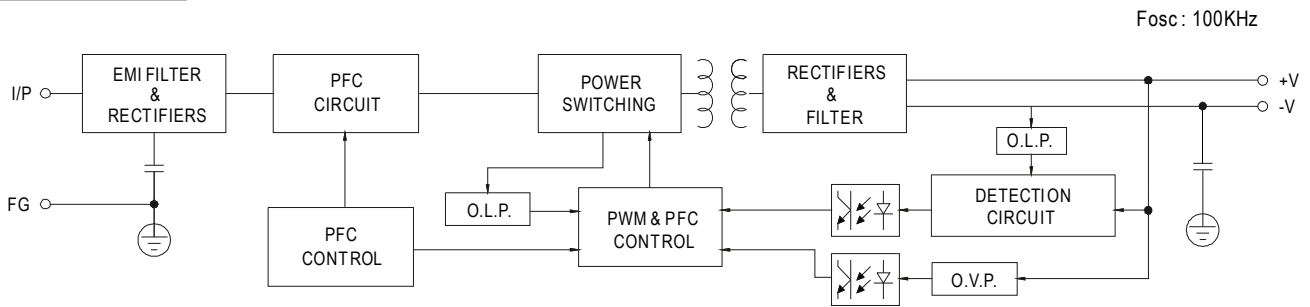 Fosc : 100KHz
I/P
EMI FILTER
&
RECTIFIERS
PFC
CIRCUIT
POWER
SWITCHING
RECTIFIERS
&
FILTER
+V
-V
O.L.P.
FG
O.L.P.
DETECTION
CIRCUIT
PFC
CONTROL
PWM & PFC
CONTROL
O.V.P.